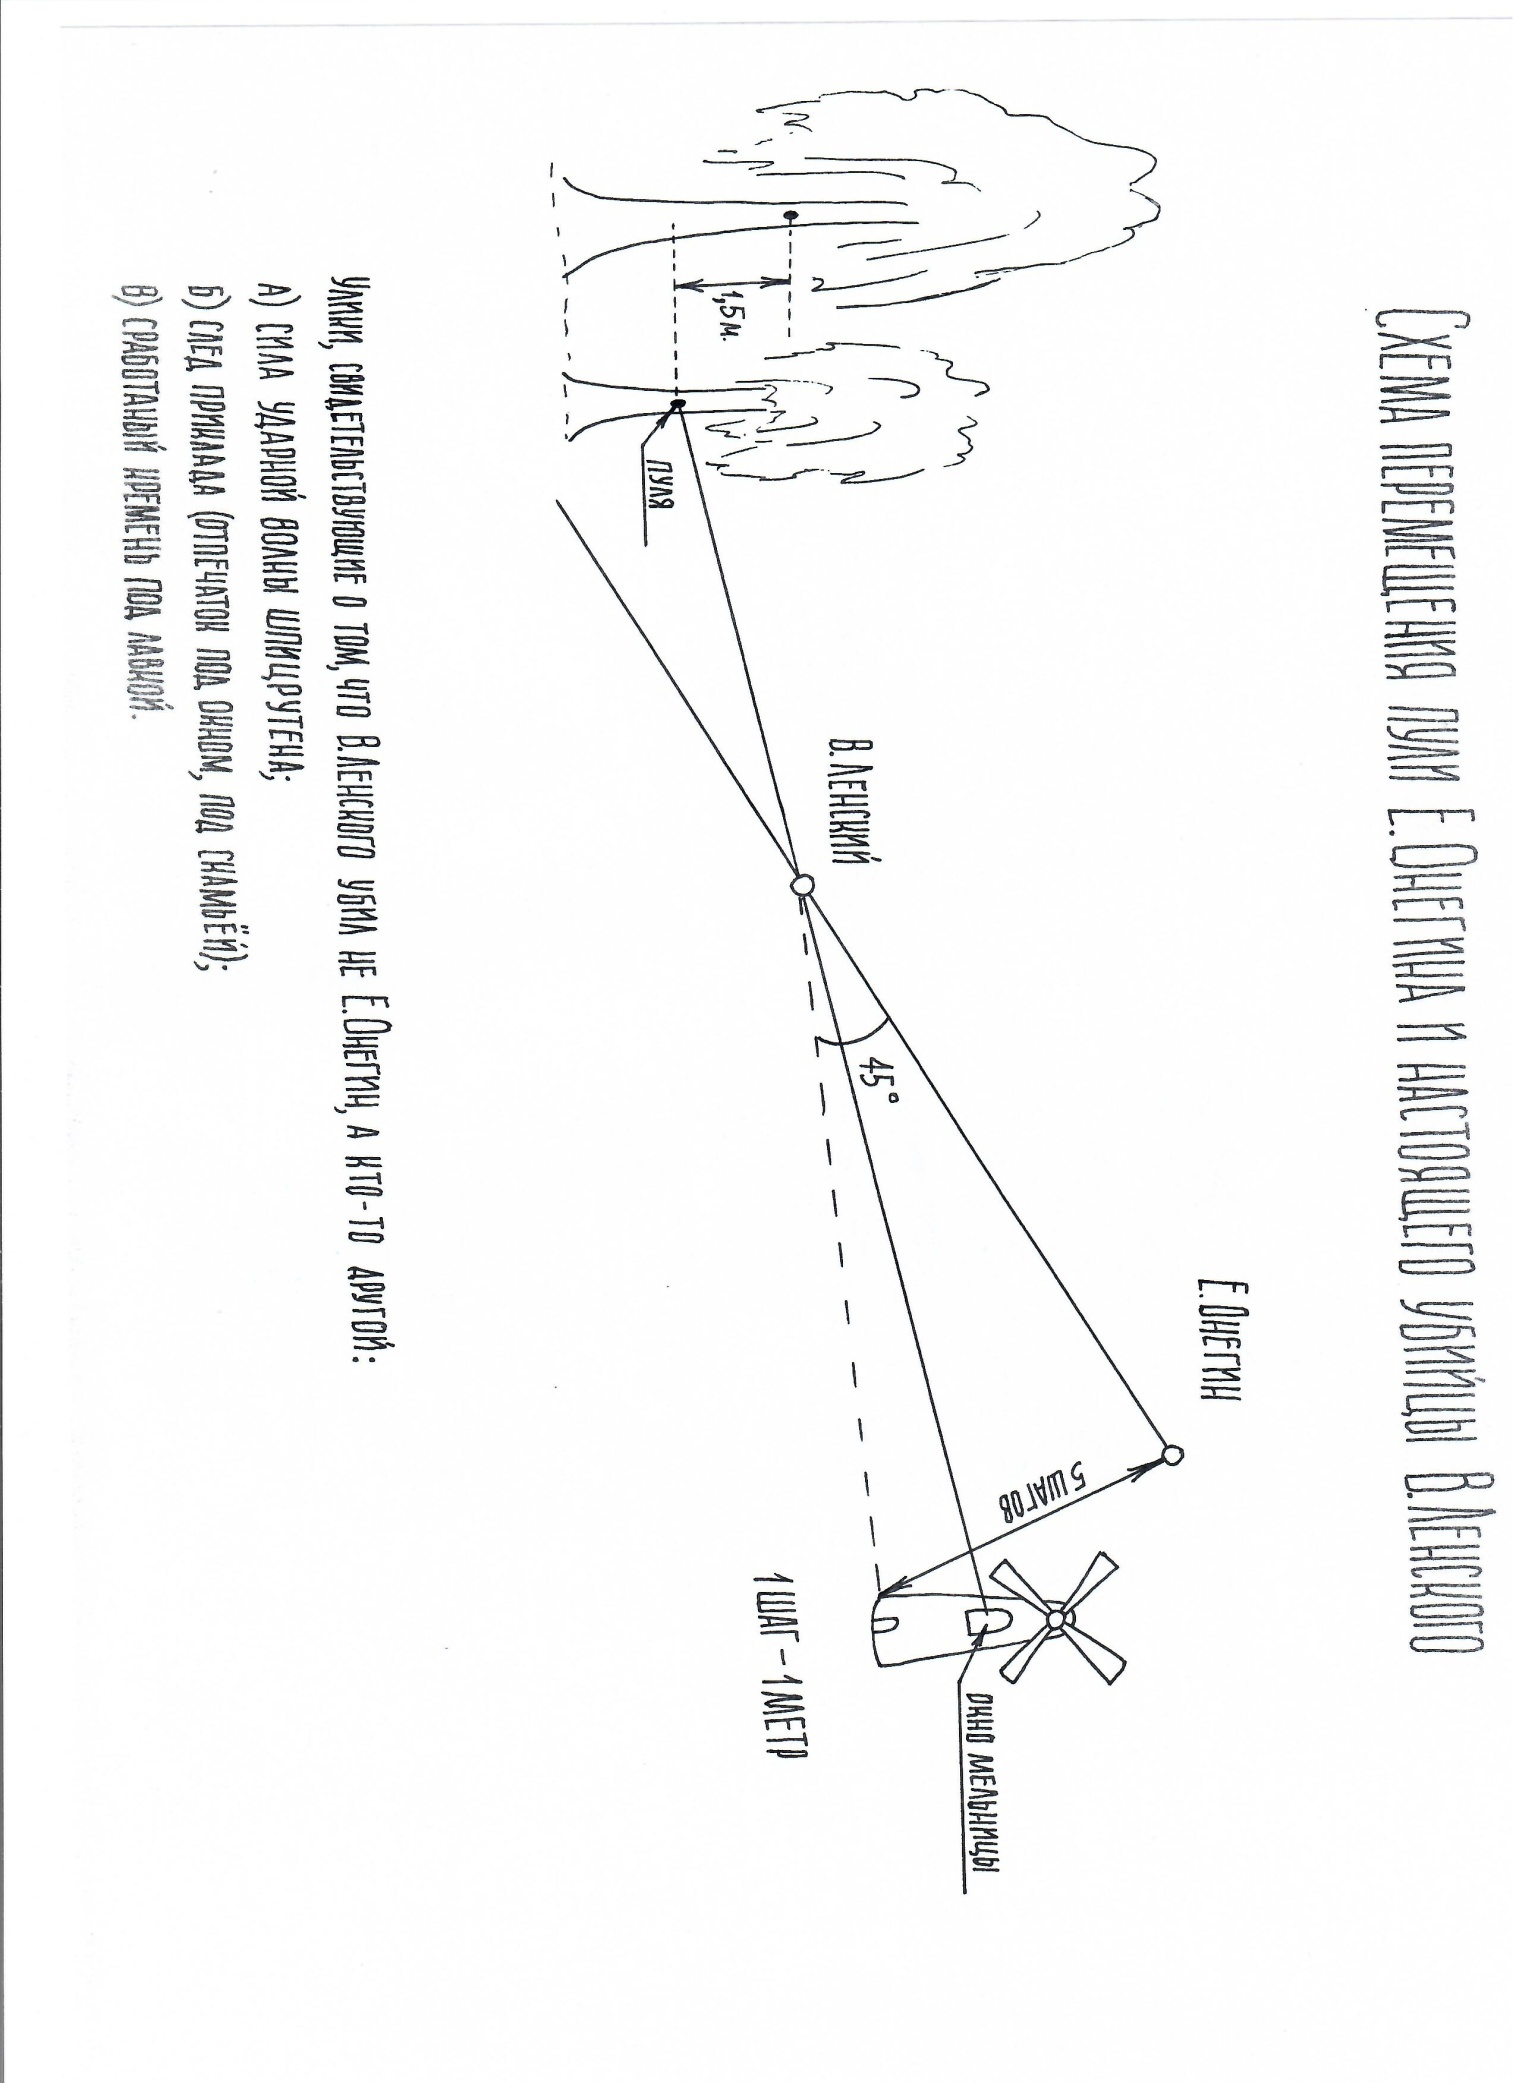 Схема перемещения пули Е.Онегина и настоящего убийцы В.Ленского
Е.Онегин
В.Ленский
5 шагов
45°
1,5м.
пуля
окно мельницы
1 шаг – 1 метр
Улики, свидетельствующие о том, что В.Ленского убил не Е.Онегин, а кто-то другой:
а) сила ударной волны шпицрутена;
б) след приклада (отпечаток под окном, под скамьёй);
в) сработаный кремень под лавкой.